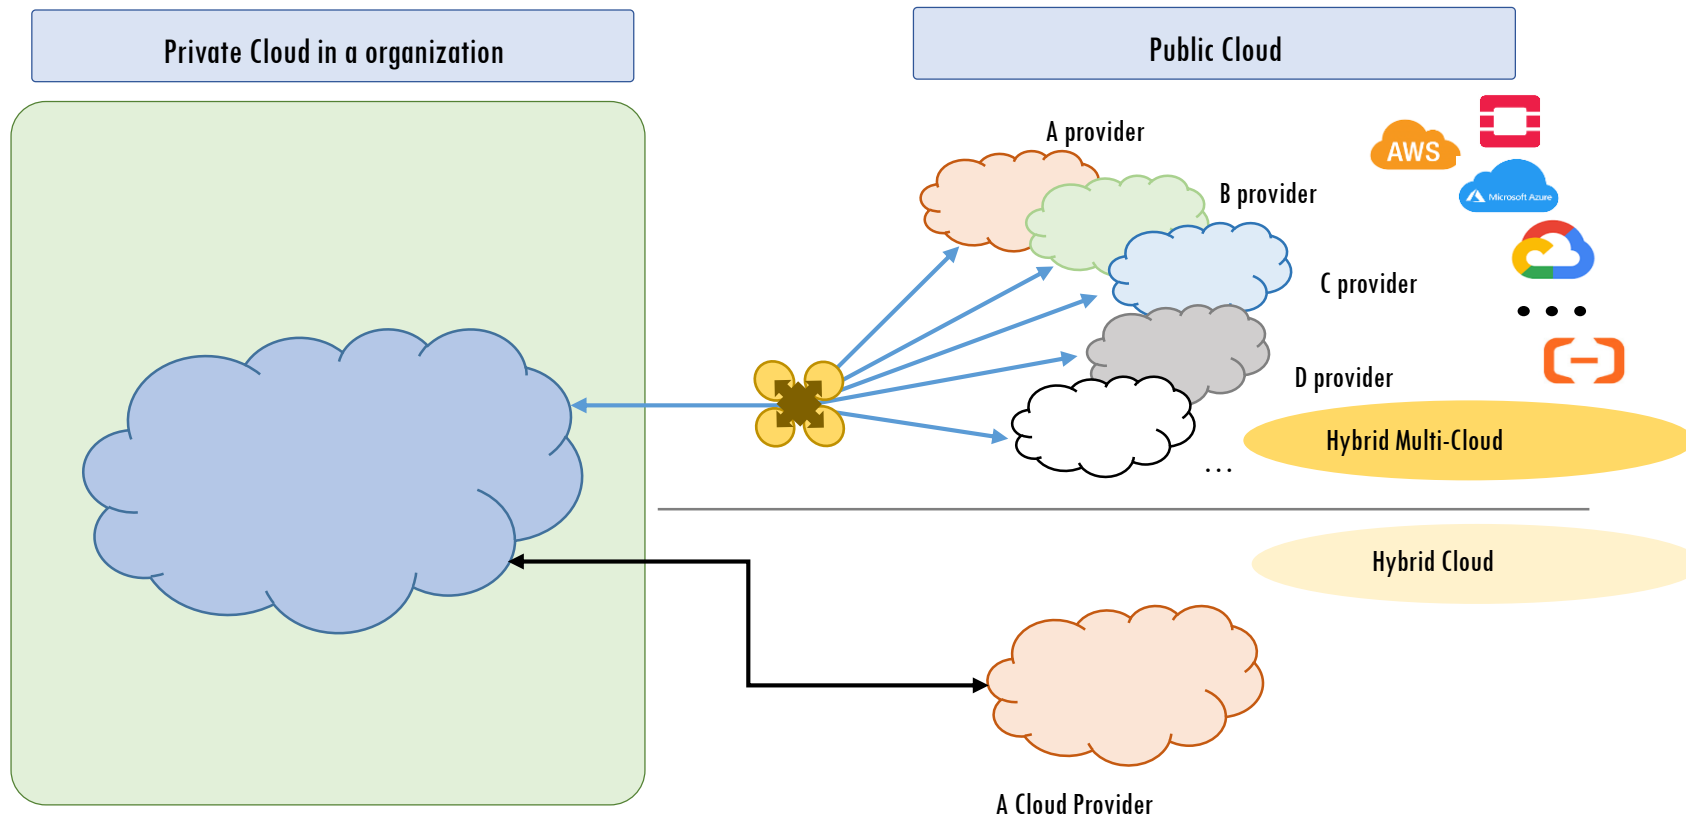 Private Cloud in a organization
Public Cloud
A provider
AWS
B provider
Microsoft Azure
C provider
D provider
Hybrid Multi-Cloud
...
Hybrid Cloud
A Cloud Provider